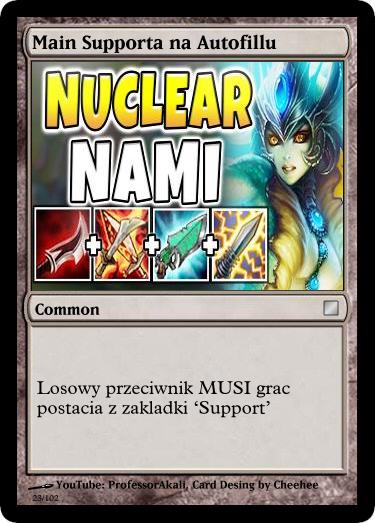 Main Supporta na Autofillu
NUCLEAR
NAMI
Common
Losowy przeciwnik MUSI grac
postacia z zakladki ‘Support’
YouTube: ProfessorAkali, Card Desing by Cheehee
23/102